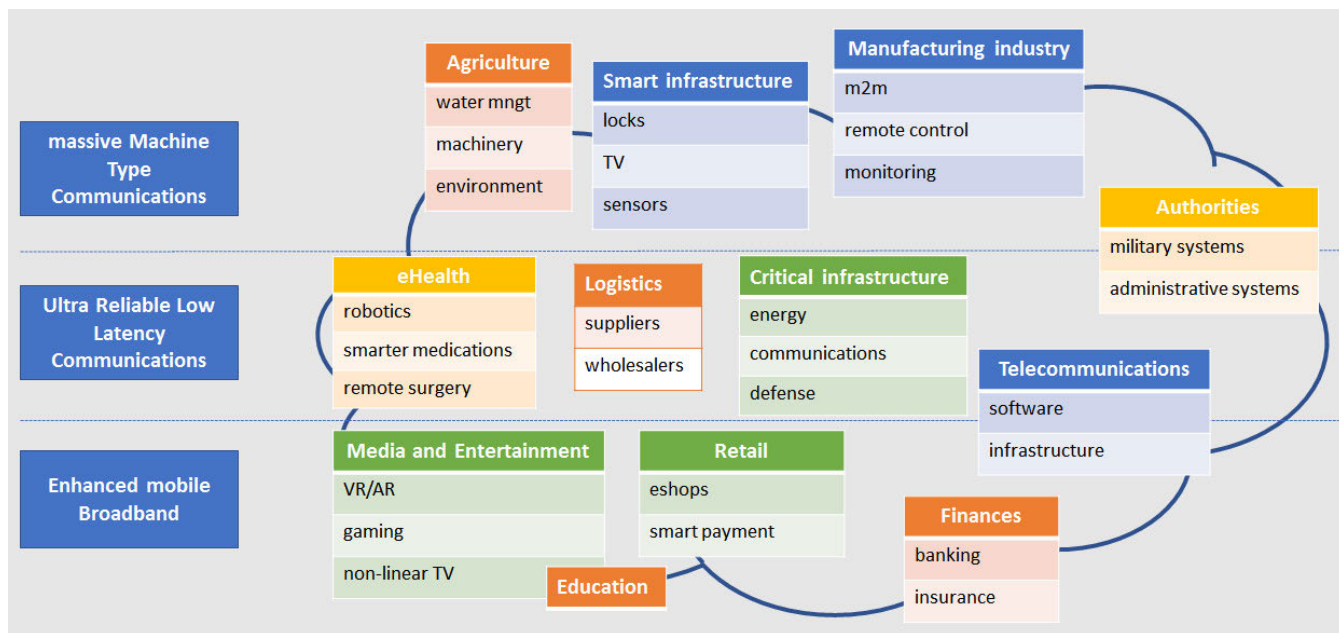 massive Machine
Type
Communications
Agriculture
water mngt
machinery
environment
Smart infrastructure
locks
TV
sensors
Manufacturing industry
m2m
remote control
monitoring
Authorities
military systems
administrative systems
Ultra Reliable Low
Latency
Communications
eHealth
robotics
smarter medications
remote surgery
Logistics
suppliers
wholesalers
Critical infrastructure
energy
communications
defense
Telecommunications
software
infrastructure
Enhanced mobile
Broadband
Media and Entertainment
VR/AR
gaming
non-linear TV
Education
Retail
eshops
smart payment
Finances
banking
insurance